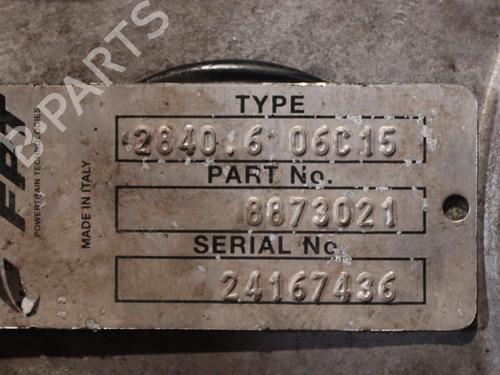 B-PARTS
FPT
POWERTRAIN TECHNOLOGIES
MADE IN ITALY
TYPE
2840.6 06C15
PART No.
8873021
SERIAL No
24167436